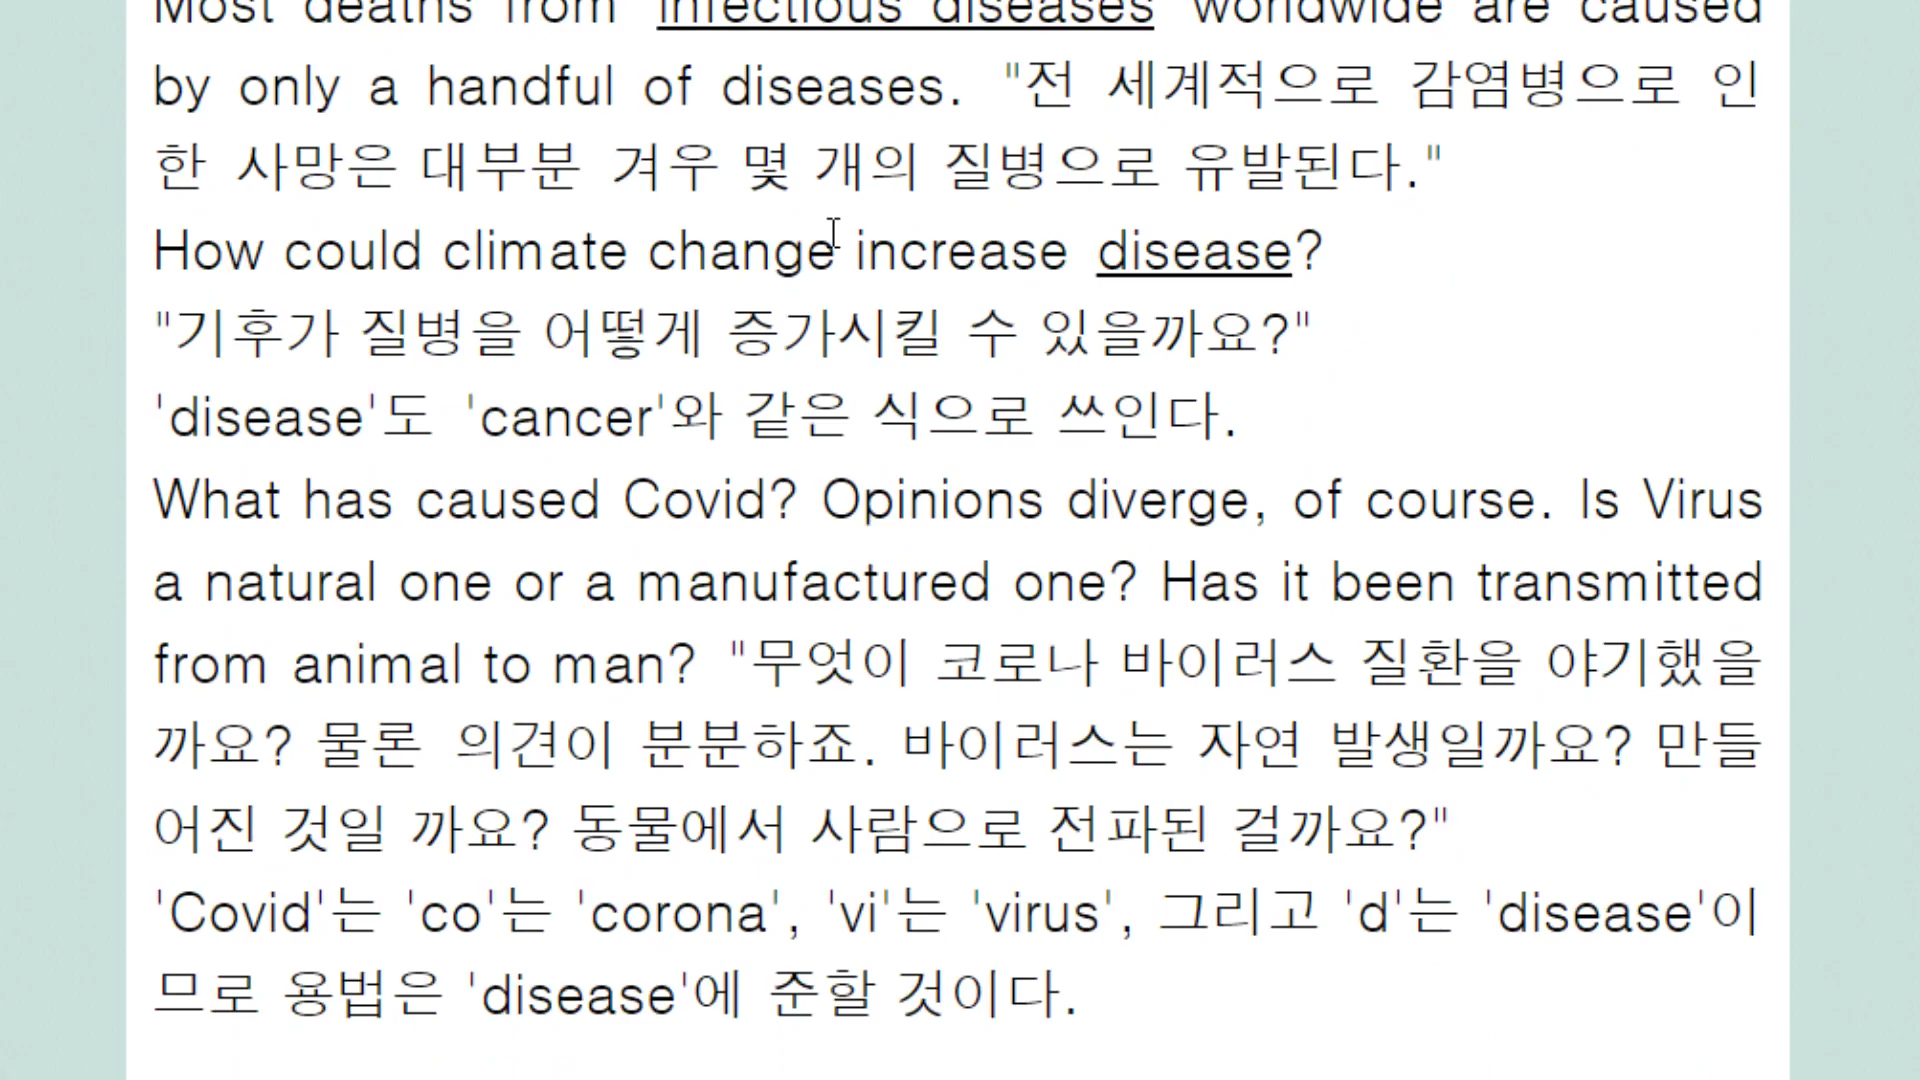 Most deaths from infectious diseases worldwide are caused
by only a handful of diseases. "전 세계적으로 감염병으로 인
한 사망은 대부분 겨우 몇 개의 질병으로 유발된다."
How could climate change increase disease?
"기후가 질병을 어떻게 증가시킬 수 있을까요?"
'disease'도 'cancer'와 같은 식으로 쓰인다.
What has caused Covid? Opinions diverge, of course. Is Virus
a natural one or a manufactured one? Has it been transmitted
from animal to man? "무엇이 코로나 바이러스 질환을 야기했을
까요? 물론 의견이 분분하죠. 바이러스는 자연 발생일까요? 만들
어진 것일 까요? 동물에서 사람으로 전파된 걸까요?"
'Covid'는 'co'는 'corona', 'vi'는 'virus', 그리고 'd'는 'disease'이
므로 용법은 'disease'에 준할 것이다.